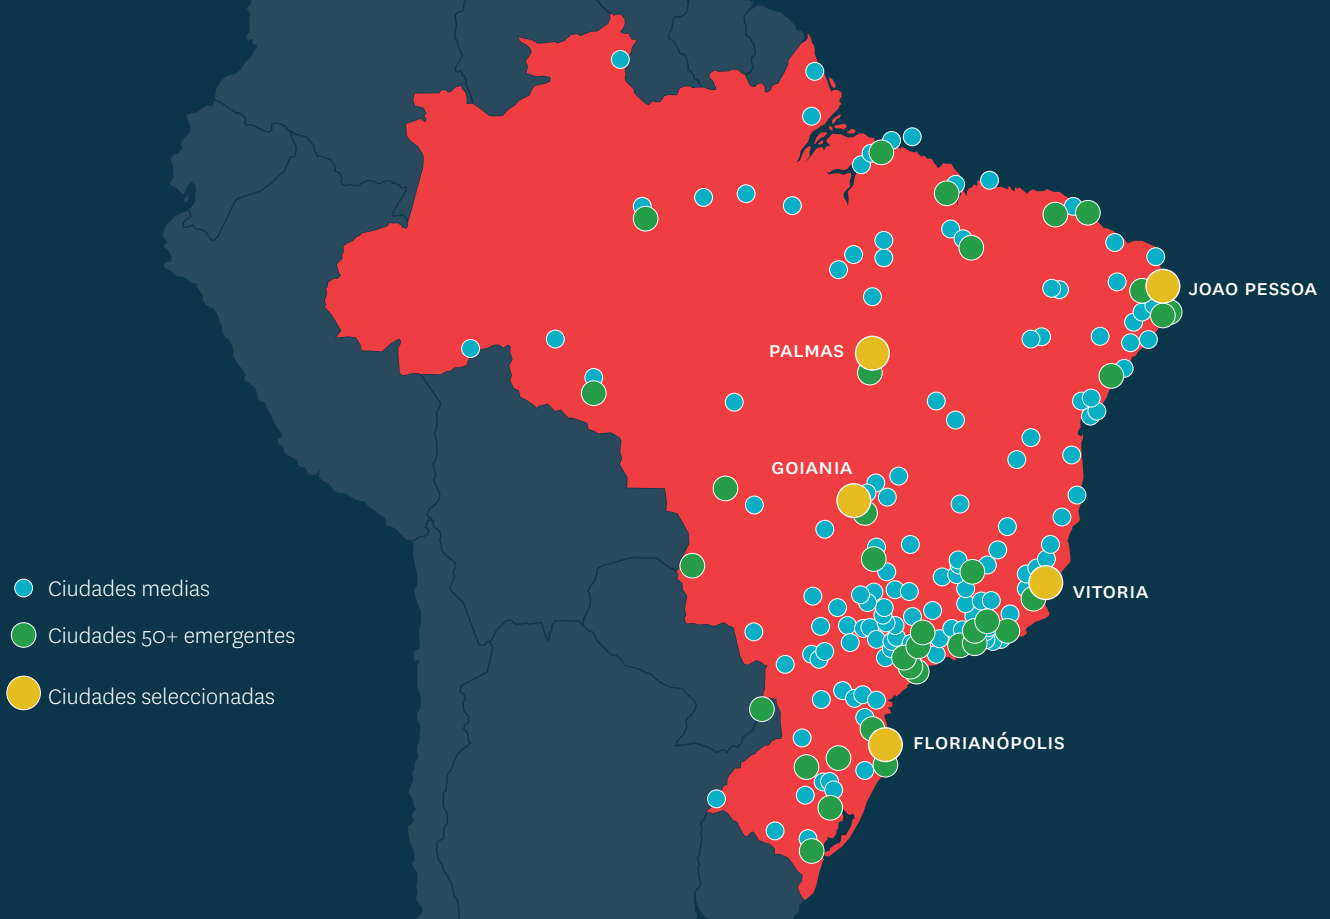 JOAO PESSOA
PALMAS
GOIANIA
Ciudades medias
VITORIA
Ciudades 50+ emergentes
Ciudades seleccionadas
FLORIANÓPOLIS